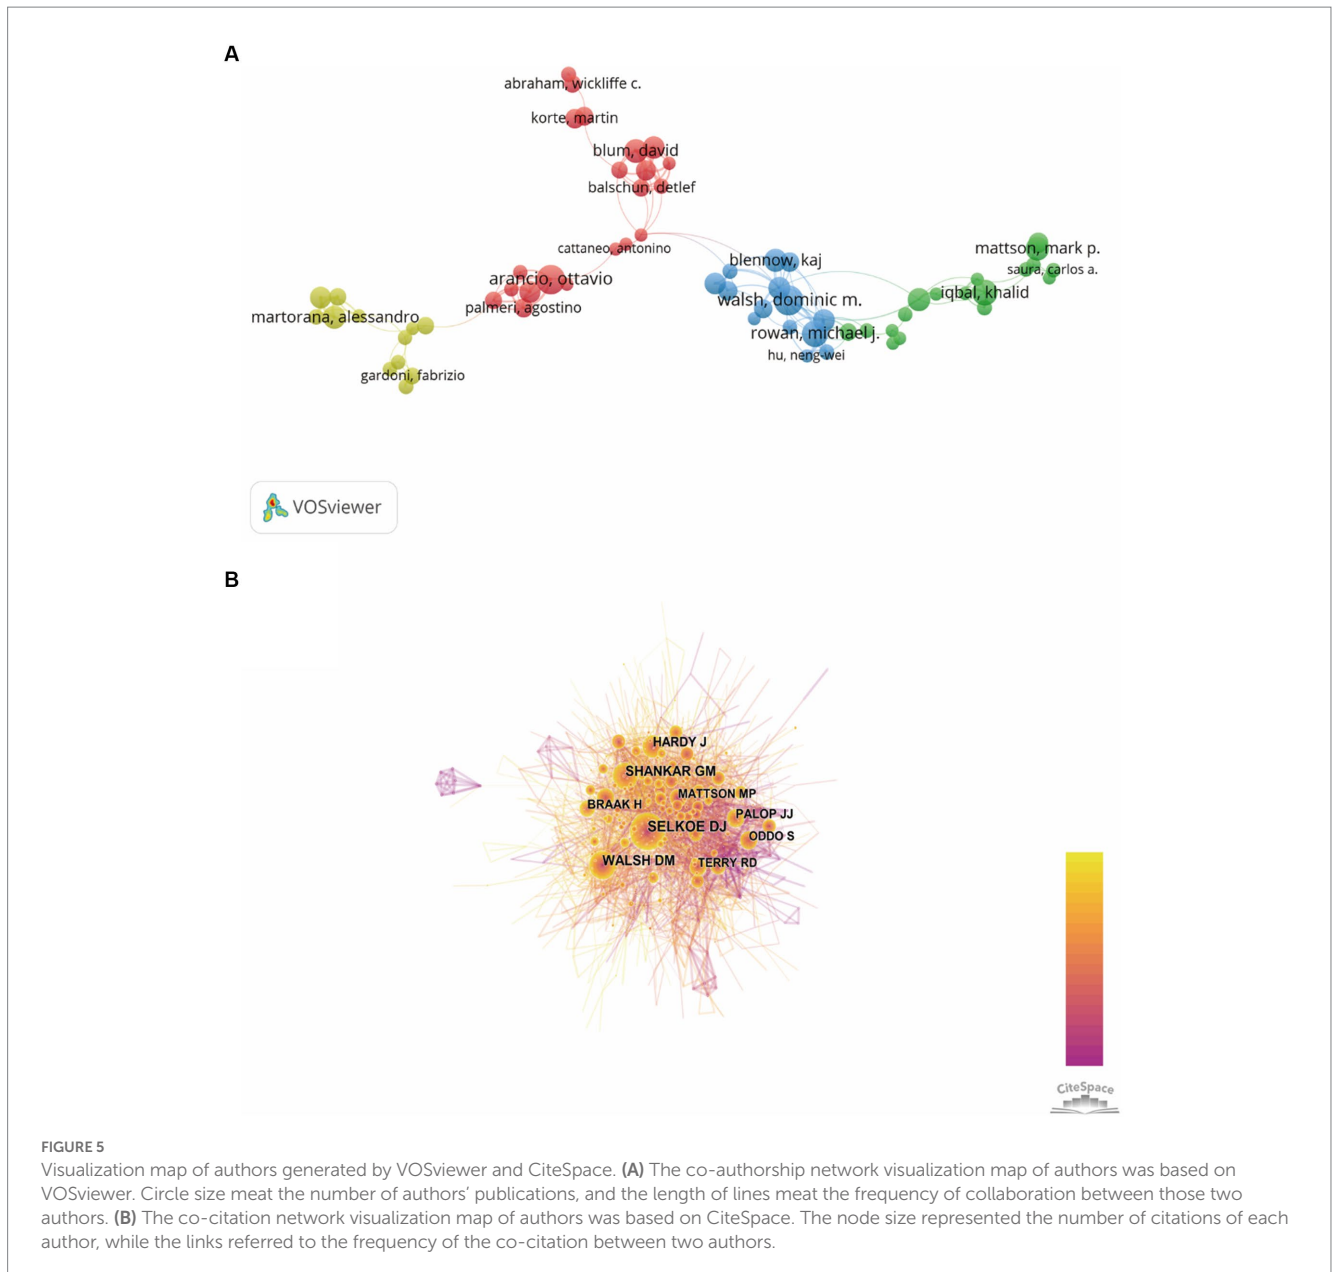 A
abraham, wickliffe c.
korte, martin
blum, david
balschun, detlef
cattaneo, antonino
arancio, ottavio
palmeri, agostino
martorana, alessandro
gardoni, fabrizio
blennow, kaj
walsh, dominic m.
rowan, michael j.
hu, neng-wei
mattson, mark p.
saura, carlos a.
iqbal, khalid
VOSviewer
B
HARDY J
SHANKAR GM
MATTSON MP
BRAAK H
PALOP JJ
SELKOE DJ
ODDO S
WALSH DM
TERRY RD
CiteSpace
FIGURE 5
Visualization map of authors generated by VOSviewer and CiteSpace. (A) The co-authorship network visualization map of authors was based on
VOSviewer. Circle size meat the number of authors’ publications, and the length of lines meat the frequency of collaboration between those two
authors. (B) The co-citation network visualization map of authors was based on CiteSpace. The node size represented the number of citations of each
author, while the links referred to the frequency of the co-citation between two authors.